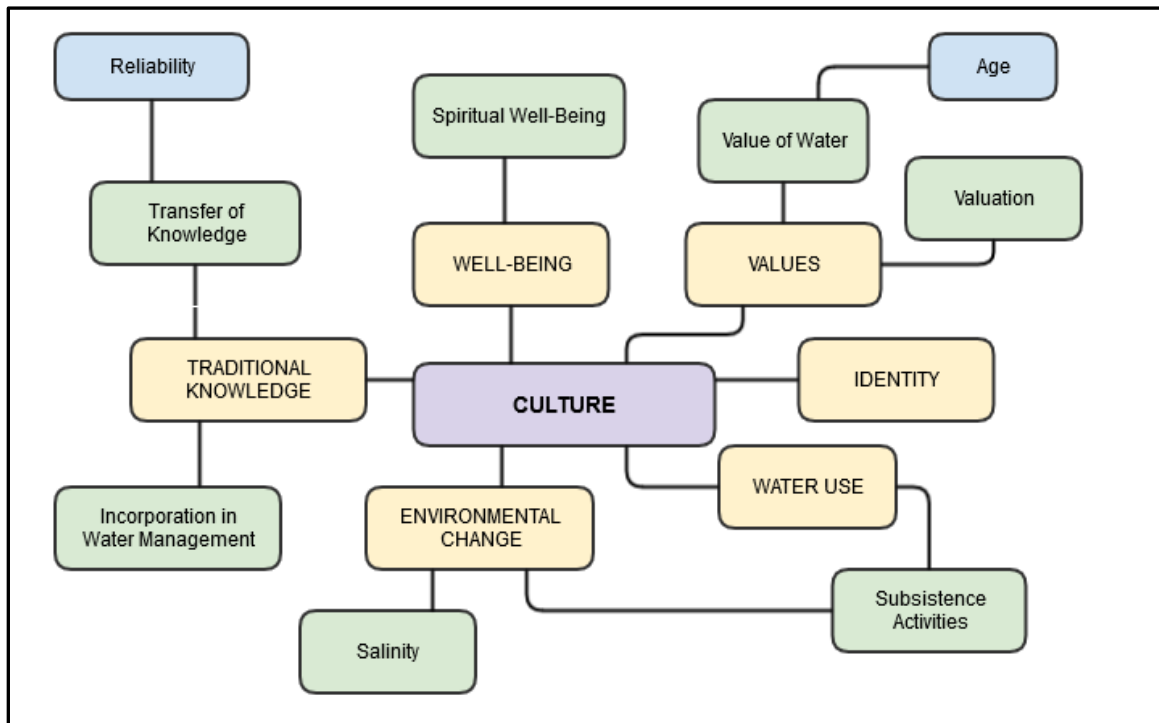 Reliability
Age
Spiritual Well-Being
Value of Water
Valuation
Transfer of
Knowledge
WELL-BEING
VALUES
TRADITIONAL
KNOWLEDGE
IDENTITY
CULTURE
WATER USE
Incorporation in
Water Management
ENVIRONMENTAL
CHANGE
Subsistence
Activities
Salinity